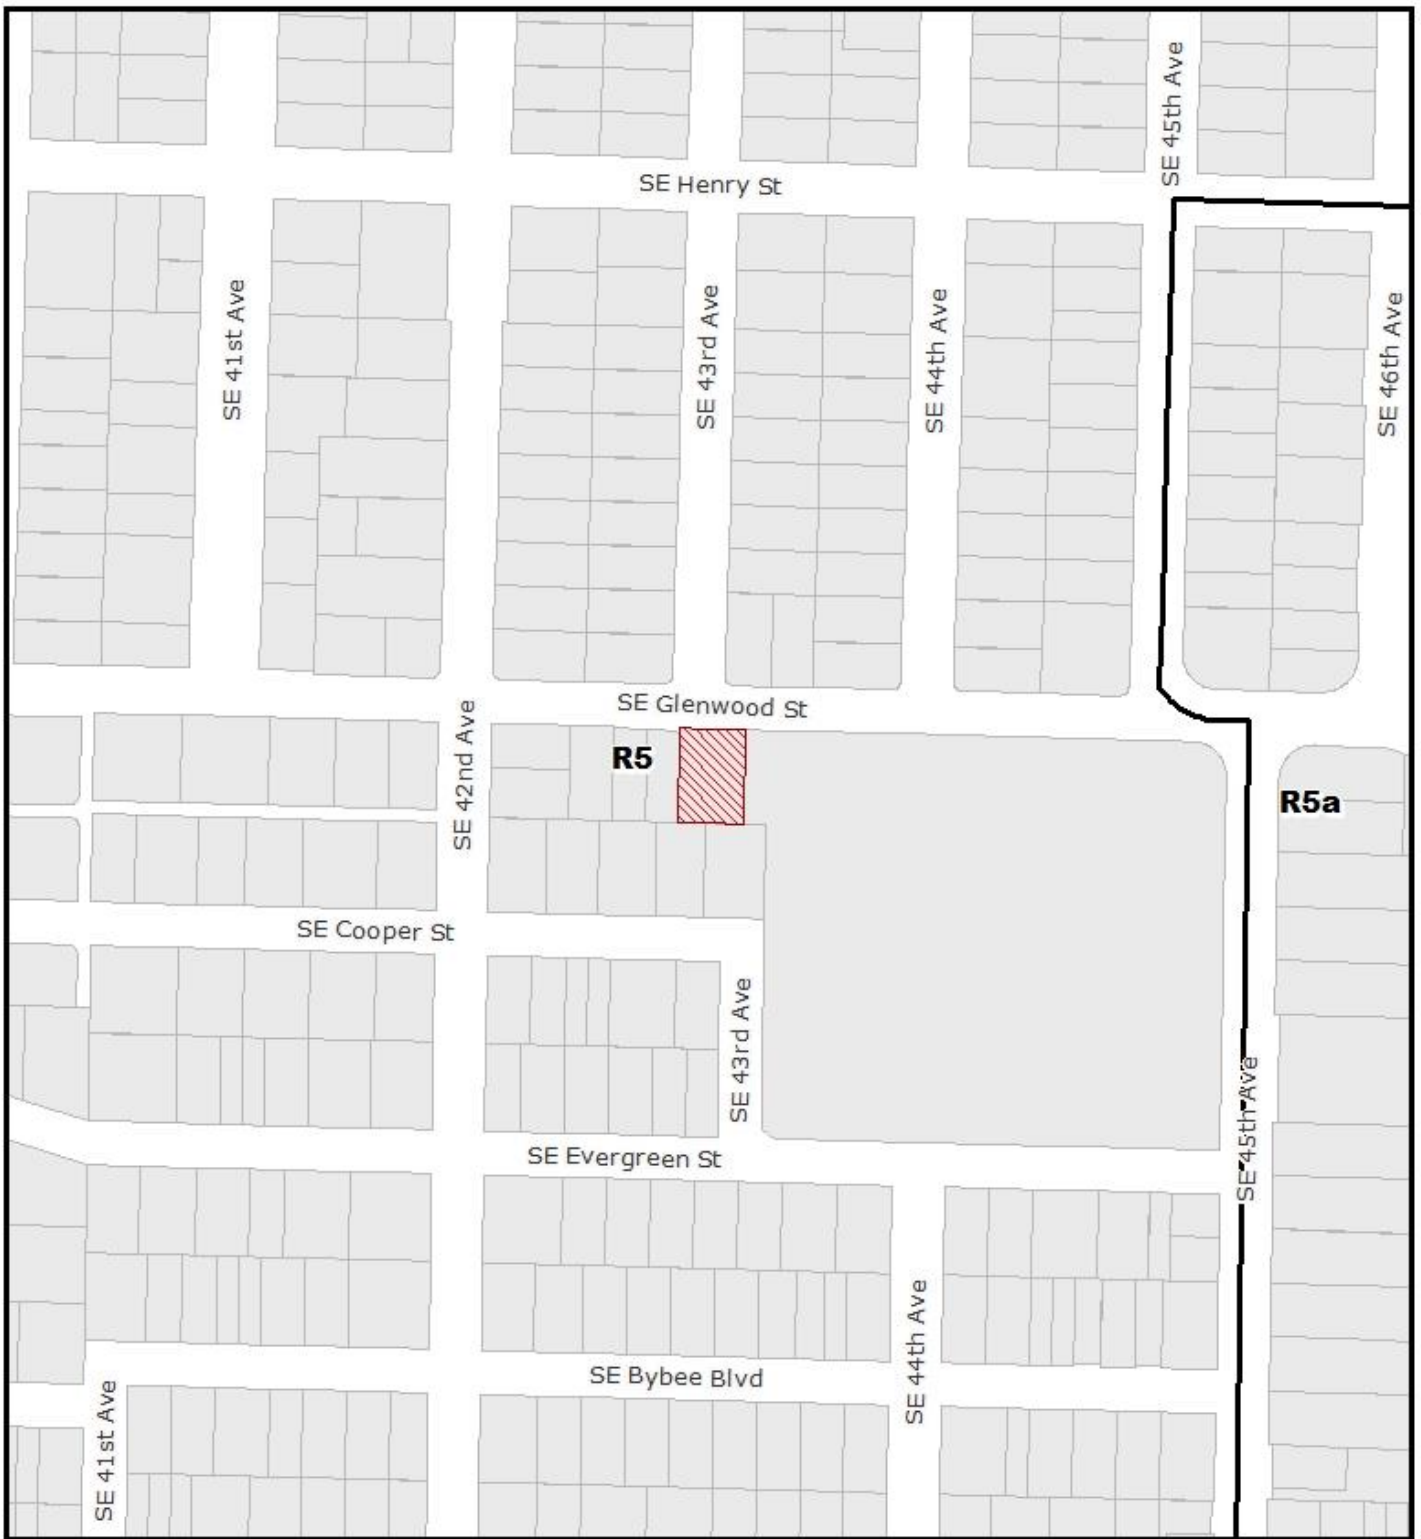 SE 45th Ave
SE Henry St
SE 41st Ave
SE 43rd Ave
SE 44th Ave
SE 46th Ave
SE Glenwood St
SE 42nd Ave
R5
R5a
SE Cooper St
SE 43rd Ave
SE 45th Ave
SE Evergreen St
SE 44th Ave
SE Bybee Blvd
SE 41st Ave